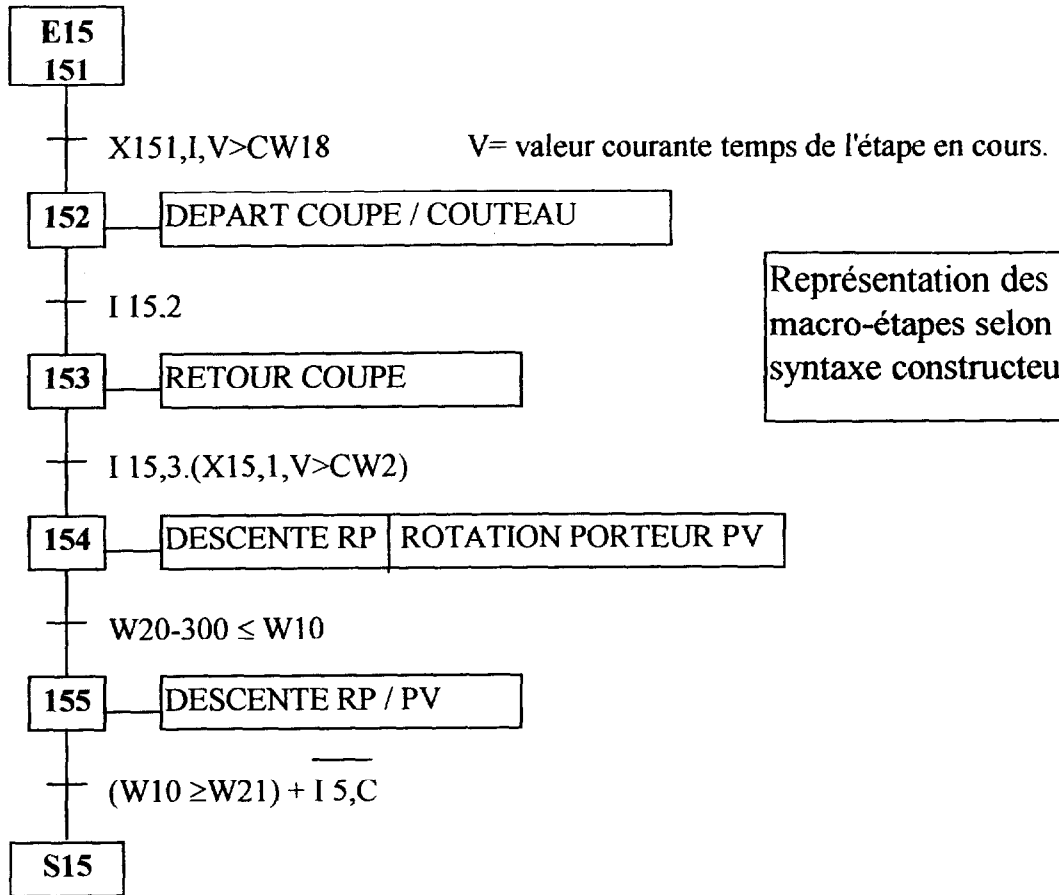 E15
151
X151,I,V>CW18
V= valeur courante temps de l'étape en cours.
152
DEPART COUPE / COUTEAU
I 15,2
Représentation des
macro-étapes selon
syntaxe constructeu
153
RETOUR COUPE
I 15,3.(X15,1,V>CW2)
154
DESCENTE RP
ROTATION PORTEUR PV
W20-300 ≤ W10
155
DESCENTE RP / PV
(W10 ≥W21) + I̅ ̅5̅,̅C̅
S15